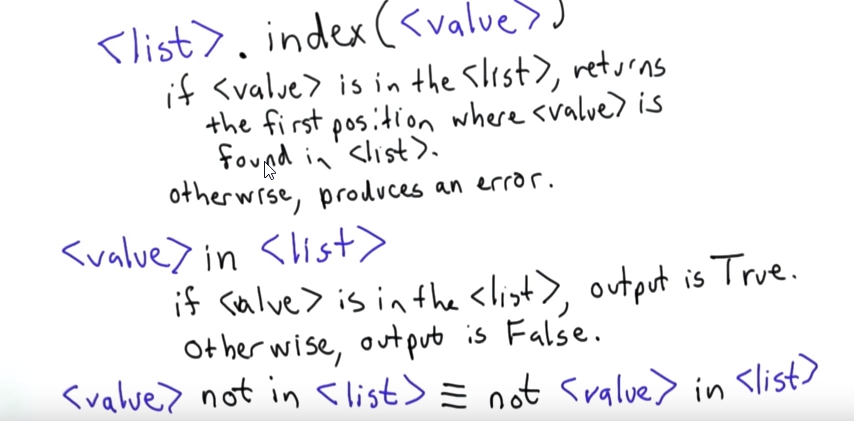 <list>.index(<value>)
if <value> is in the <list>, returns
the first position where <value> is
found in <list>.
otherwise, produces an error.
<value> in <list>
if <value> is in the <list>, output is True.
Otherwise, output is False.
<value> not in <list> ≡ not <value> in <list>